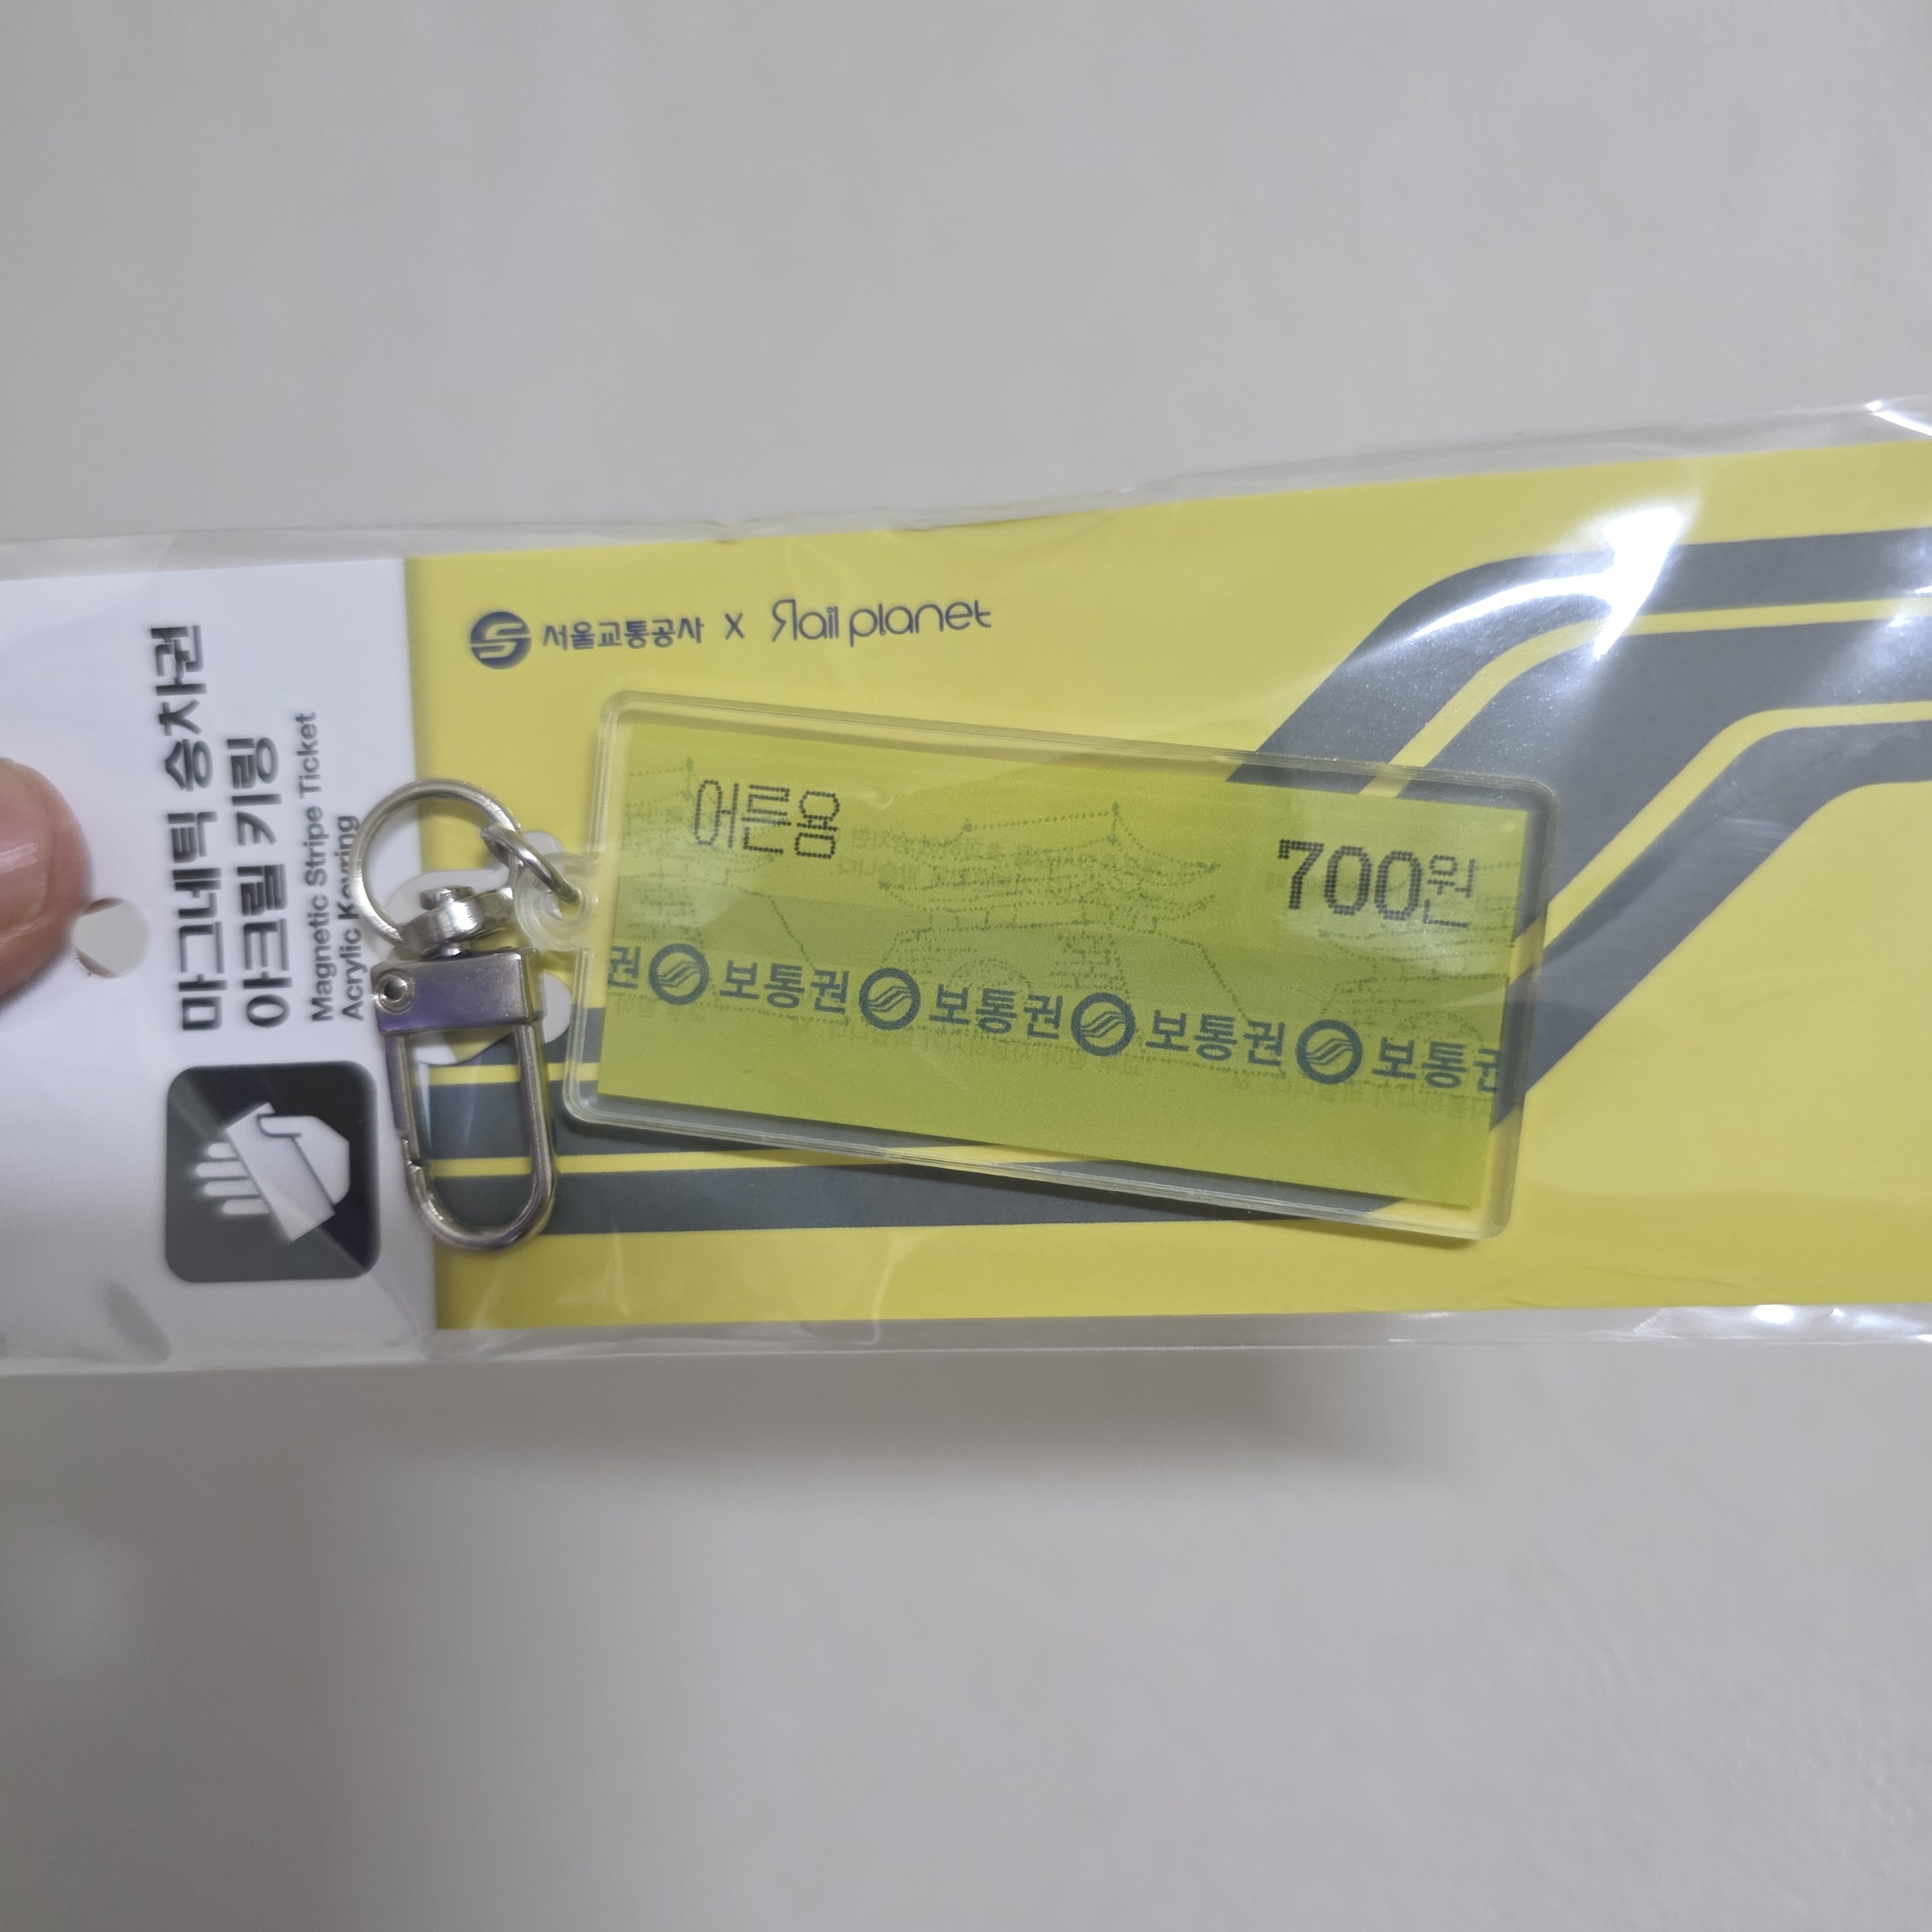 마그네틱 승차권
아크릴 키링
Magnetic Stripe Ticket
Acrylic Keyring
서울교통공사 X Rail planet
어른용
700원
권 보통권 보통권 보통권 보통권